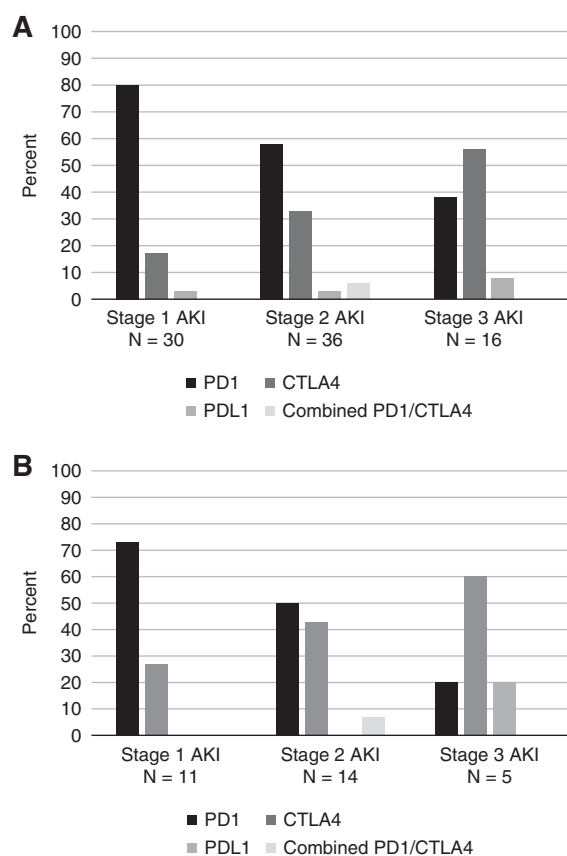 A
100
90
80
70
60
50
40
30
20
10
0
Percent
Stage 1 AKI Stage 2 AKI Stage 3 AKI
N = 30 N = 36 N = 16
PD1 CTLA4
PDL1 Combined PD1/CTLA4
B
100
90
80
70
60
50
40
30
20
10
0
Percent
Stage 1 AKI Stage 2 AKI Stage 3 AKI
N = 11 N = 14 N = 5
PD1 CTLA4
PDL1 Combined PD1/CTLA4